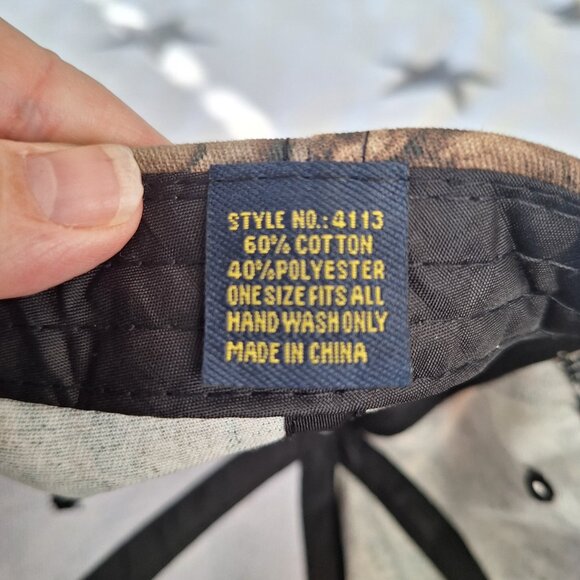 STYLE NO.: 4113
60% COTTON
40% POLYESTER
ONE SIZE FITS ALL
HAND WASH ONLY
MADE IN CHINA